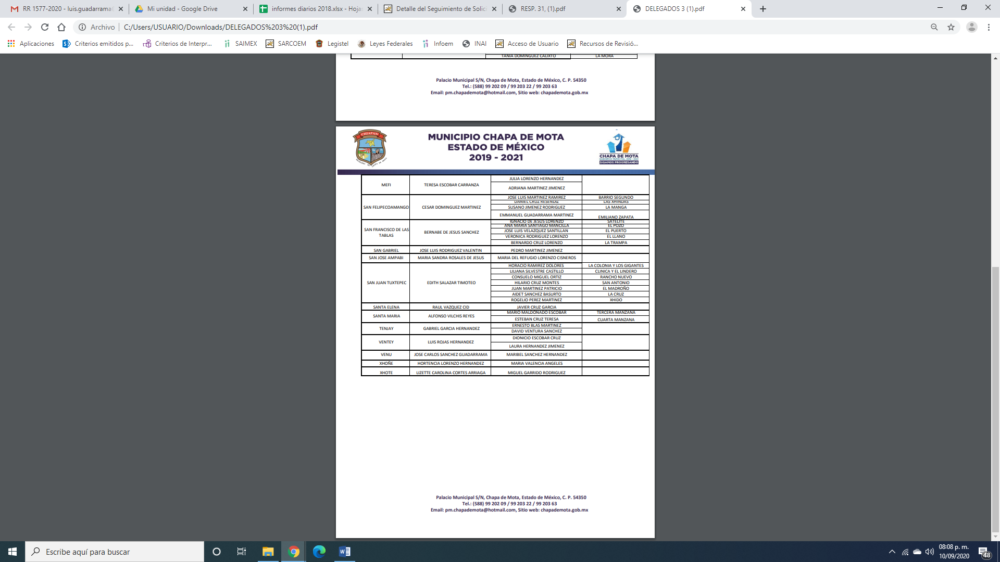 RR 1577-2020 - luis.guadarrama
Mi unidad - Google Drive
informes diarios 2018.xlsx - Hoja
Detalle del Seguimiento de Solici
RESP. 31, (1).pdf
DELEGADOS 3 (1).pdf
Archivo C:/Users/USUARIO/Downloads/DELEGADOS%203%20(1).pdf
Aplicaciones Criterios emitidos p... Criterios de Interpr... SAIMEX SARCOEM Legistel Leyes Federales Infoem INAI Acceso de Usuario Recursos de Revisió...
TANIA DOMINGUEZ CALIXTO LA MORA
Palacio Municipal S/N, Chapa de Mota, Estado de México, C. P. 54350
Tel.: (588) 99 202 09 / 99 203 22 / 99 203 63
Email: pm.chapademota@hotmail.com, Sitio web: chapademota.gob.mx
CHIAPAN
MUNICIPIO DE CHAPA DE MOTA
MUNICIPIO CHAPA DE MOTA
ESTADO DE MÉXICO
2019 - 2021
CHAPA DE MOTA
GOBIERNO MUNICIPAL 2019 - 2021
SIGAMOS PROGRESANDO
MEFI TERESA ESCOBAR CARRANZA JULIA LORENZO HERNANDEZ
ADRIANA MARTINEZ JIMENEZ
SAN FELIPECOAMANGO CESAR DOMINGUEZ MARTINEZ JOSE LUIS MARTINEZ RAMIREZ BARRIO SEGUNDO
DANIEL CRUZ RESENDIZ LAS XHINDAS
SUSANO JIMENEZ RODRIGUEZ LA MANGA
EMMANUEL GUADARRAMA MARTINEZ EMILIANO ZAPATA
SAN FRANCISCO DE LAS TABLAS BERNABE DE JESUS SANCHEZ IGNACIO DE JESUS LORENZO SATELITE
ANA MARIA SANTIAGO MANCILLA EL POZO
JOSE LUIS VELAZQUEZ SANTILLAN EL PUERTO
VERONICA RODRIGUEZ LORENZO EL LLANO
BERNARDO CRUZ LORENZO LA TRAMPA
SAN GABRIEL JOSE LUIS RODRIGUEZ VALENTIN PEDRO MARTINEZ JIMENEZ
SAN JOSE AMPABI MARIA SANDRA ROSALES DE JESUS MARIA DEL REFUGIO LORENZO CISNEROS
SAN JUAN TUXTEPEC EDITH SALAZAR TIMOTEO HORACIO RAMIREZ DOLORES LA COLONIA Y LOS GIGANTES
LILIANA SILVESTRE CASTILLO CLINICA Y EL LINDERO
CONSUELO MIGUEL ORTIZ RANCHO NUEVO
HILARIO CRUZ MONTES SAN ANTONIO
JUAN MARTINEZ PATRICIO EL MADROÑO
AIDET SANCHEZ BASURTO LA CRUZ
ROGELIO PEREZ MARTINEZ XHIDO
SANTA ELENA RAUL VAZQUEZ CID JAVIER CRUZ GARCIA
SANTA MARIA ALFONSO VILCHIS REYES MARIO MALDONADO ESCOBAR TERCERA MANZANA
ESTEBAN CRUZ TERESA CUARTA MANZANA
TENJAY GABRIEL GARCIA HERNANDEZ ERNESTO BLAS MARTINEZ
DAVID VENTURA SANCHEZ
VENTEY LUIS ROJAS HERNANDEZ DIONICIO ESCOBAR CRUZ
LAURA HERNANDEZ JIMENEZ
VENU JOSE CARLOS SANCHEZ GUADARRAMA MARIBEL SANCHEZ HERNANDEZ
XHOÑE HORTENCIA LORENZO HERNANDEZ MARIA VALENCIA ANGELES
XHOTE LIZETTE CAROLINA CORTES ARRIAGA MIGUEL GARRIDO RODRIGUEZ
Palacio Municipal S/N, Chapa de Mota, Estado de México, C. P. 54350
Tel.: (588) 99 202 09 / 99 203 22 / 99 203 63
Email: pm.chapademota@hotmail.com, Sitio web: chapademota.gob.mx
Escribe aquí para buscar
08:08 p. m.
10/09/2020
48